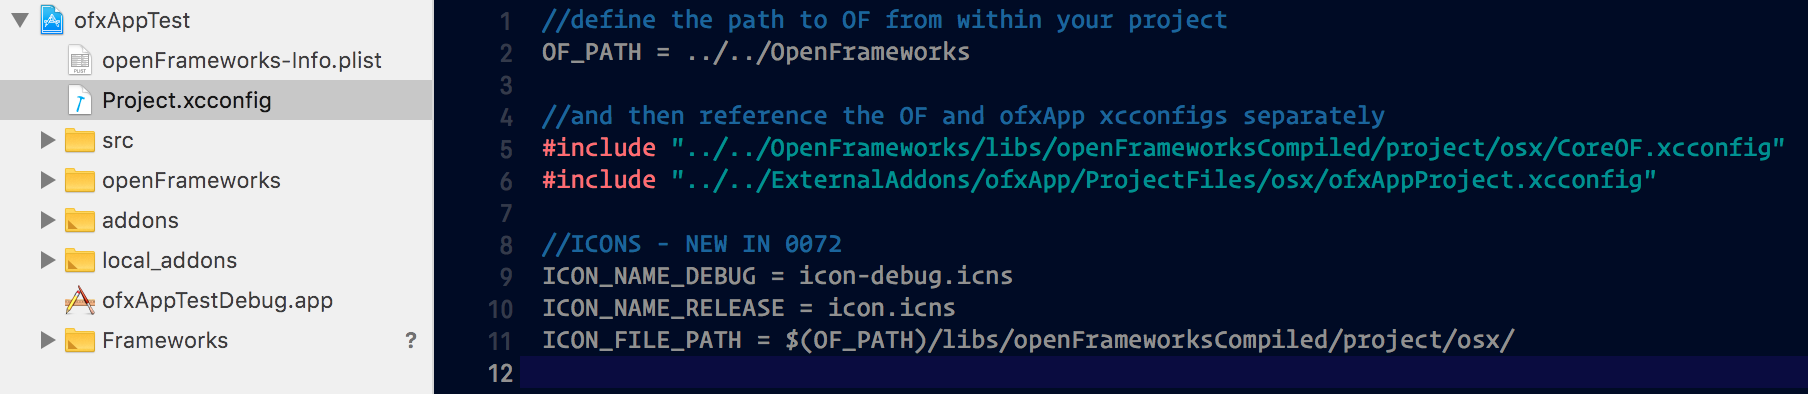 ofxAppTest
openFrameworks-Info.plist
Project.xcconfig
src
openFrameworks
addons
local_addons
ofxAppTestDebug.app
Frameworks ?
1 //define the path to OF from within your project
2 OF_PATH = ../../OpenFrameworks
3
4 //and then reference the OF and ofxApp xcconfigs separately
5 #include "../../OpenFrameworks/libs/openFrameworksCompiled/project/osx/CoreOF.xcconfig"
6 #include "../../ExternalAddons/ofxApp/ProjectFiles/osx/ofxAppProject.xcconfig"
7
8 //ICONS - NEW IN 0072
9 ICON_NAME_DEBUG = icon-debug.icns
10 ICON_NAME_RELEASE = icon.icns
11 ICON_FILE_PATH = $(OF_PATH)/libs/openFrameworksCompiled/project/osx/
12